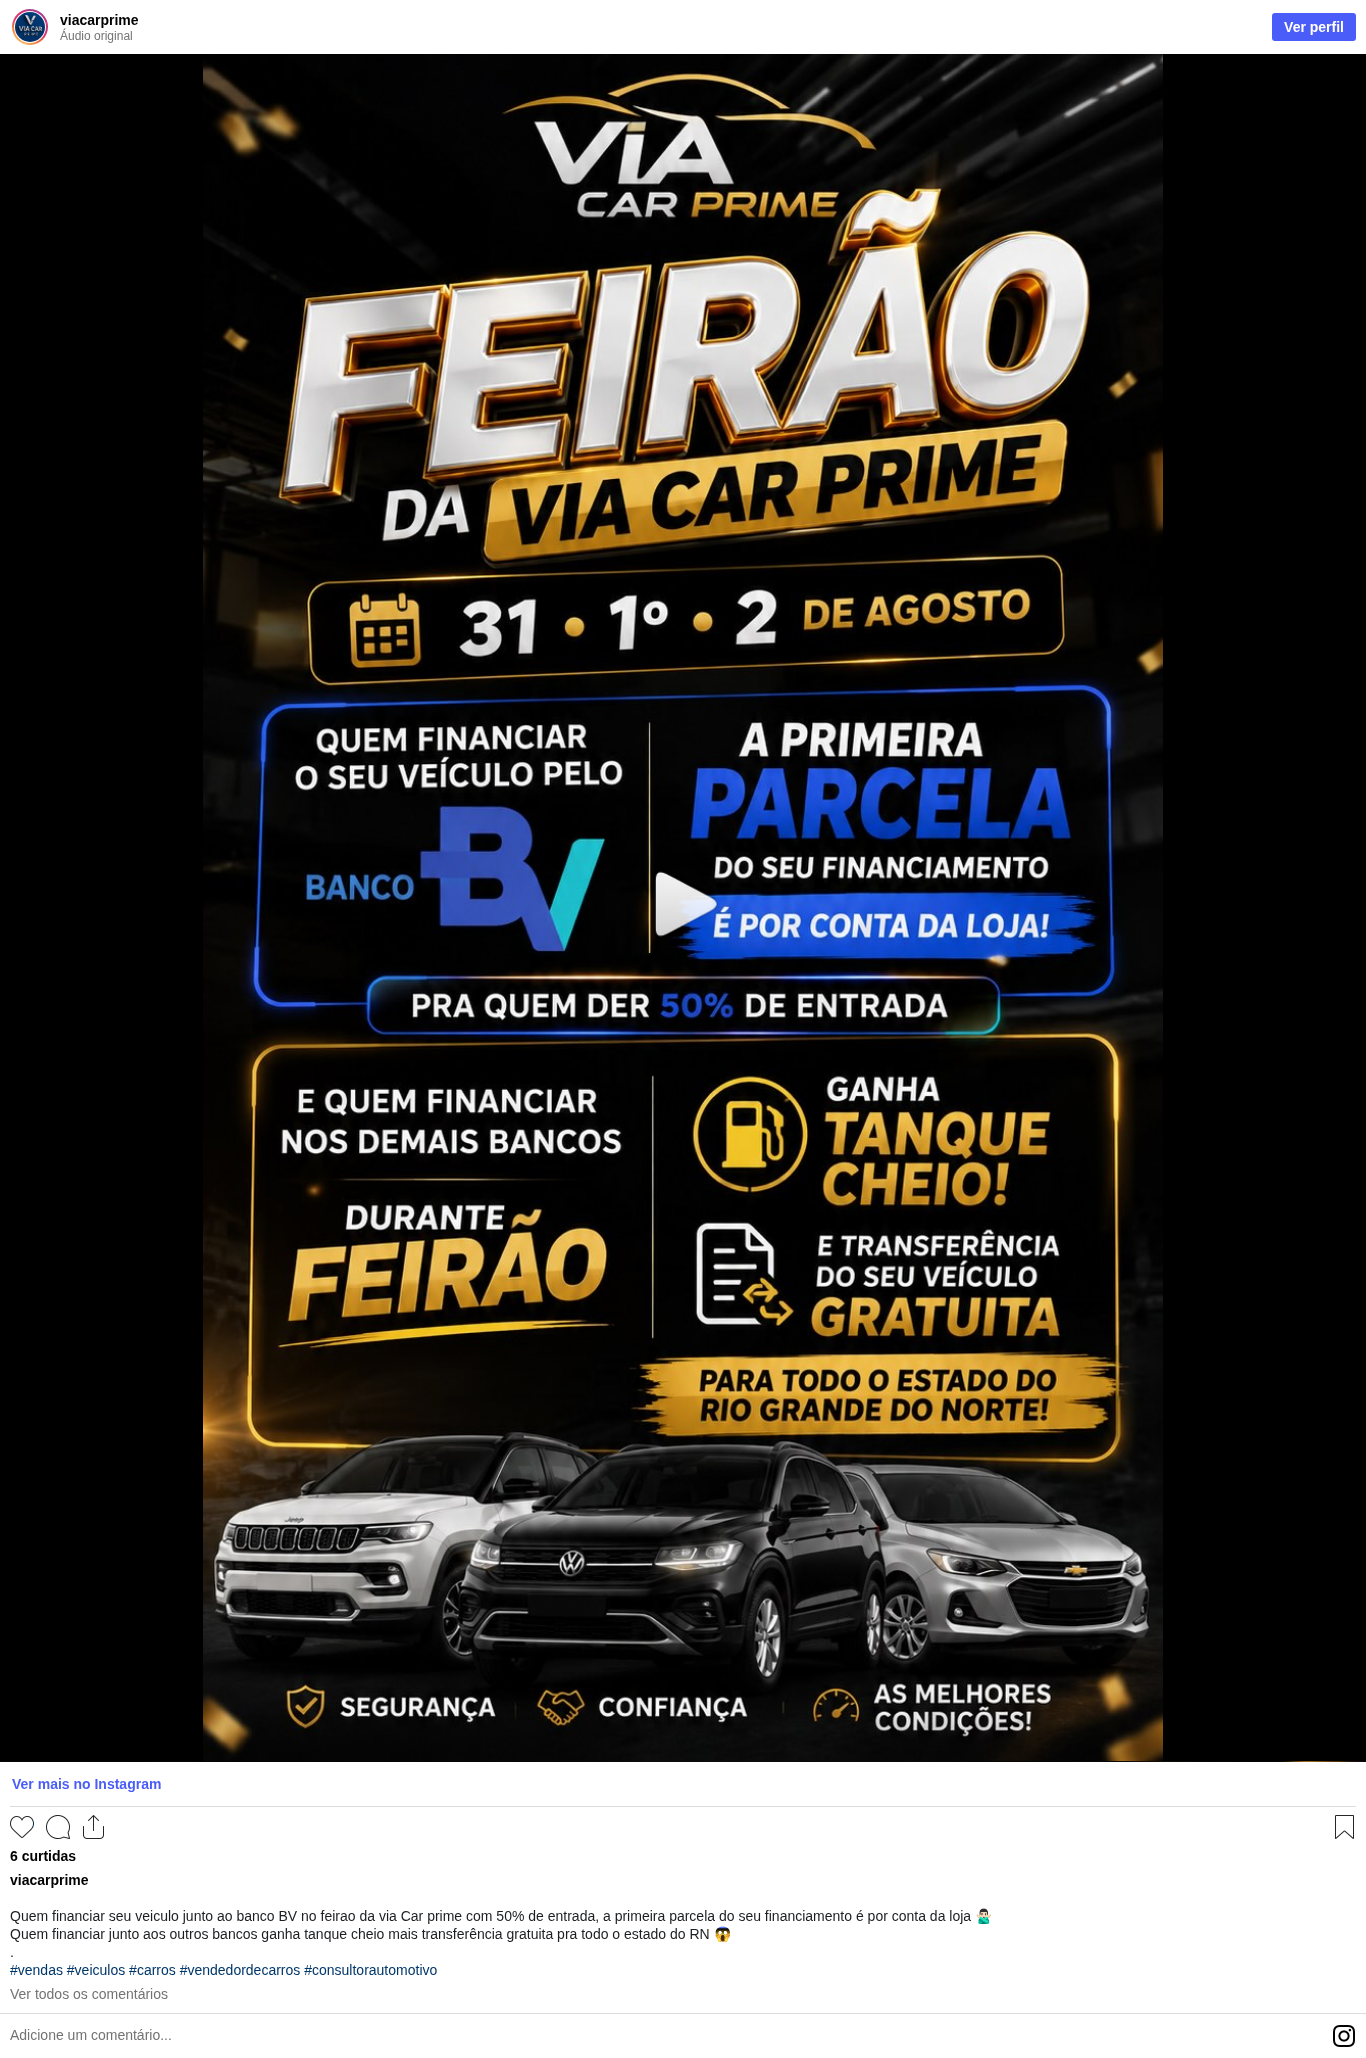 viacarprime
Áudio original
Ver perfil
VIA CAR
VIA
CAR PRIME
FEIRÃO
DA VIA CAR PRIME
31 • 1º • 2 DE AGOSTO
QUEM FINANCIAR
O SEU VEÍCULO PELO
BANCO BV
A PRIMEIRA
PARCELA
DO SEU FINANCIAMENTO
É POR CONTA DA LOJA!
PRA QUEM DER 50% DE ENTRADA
E QUEM FINANCIAR
NOS DEMAIS BANCOS
DURANTE
FEIRÃO
GANHA
TANQUE
CHEIO!
E TRANSFERÊNCIA
DO SEU VEÍCULO
GRATUITA
PARA TODO O ESTADO DO
RIO GRANDE DO NORTE!
Jeep
SEGURANÇA
CONFIANÇA
AS MELHORES
CONDIÇÕES!
Ver mais no Instagram
6 curtidas
viacarprime
Quem financiar seu veiculo junto ao banco BV no feirao da via Car prime com 50% de entrada, a primeira parcela do seu financiamento é por conta da loja 🙅🏻‍♂️
Quem financiar junto aos outros bancos ganha tanque cheio mais transferência gratuita pra todo o estado do RN 😱
.
#vendas #veiculos #carros #vendedordecarros #consultorautomotivo
Ver todos os comentários
Adicione um comentário...